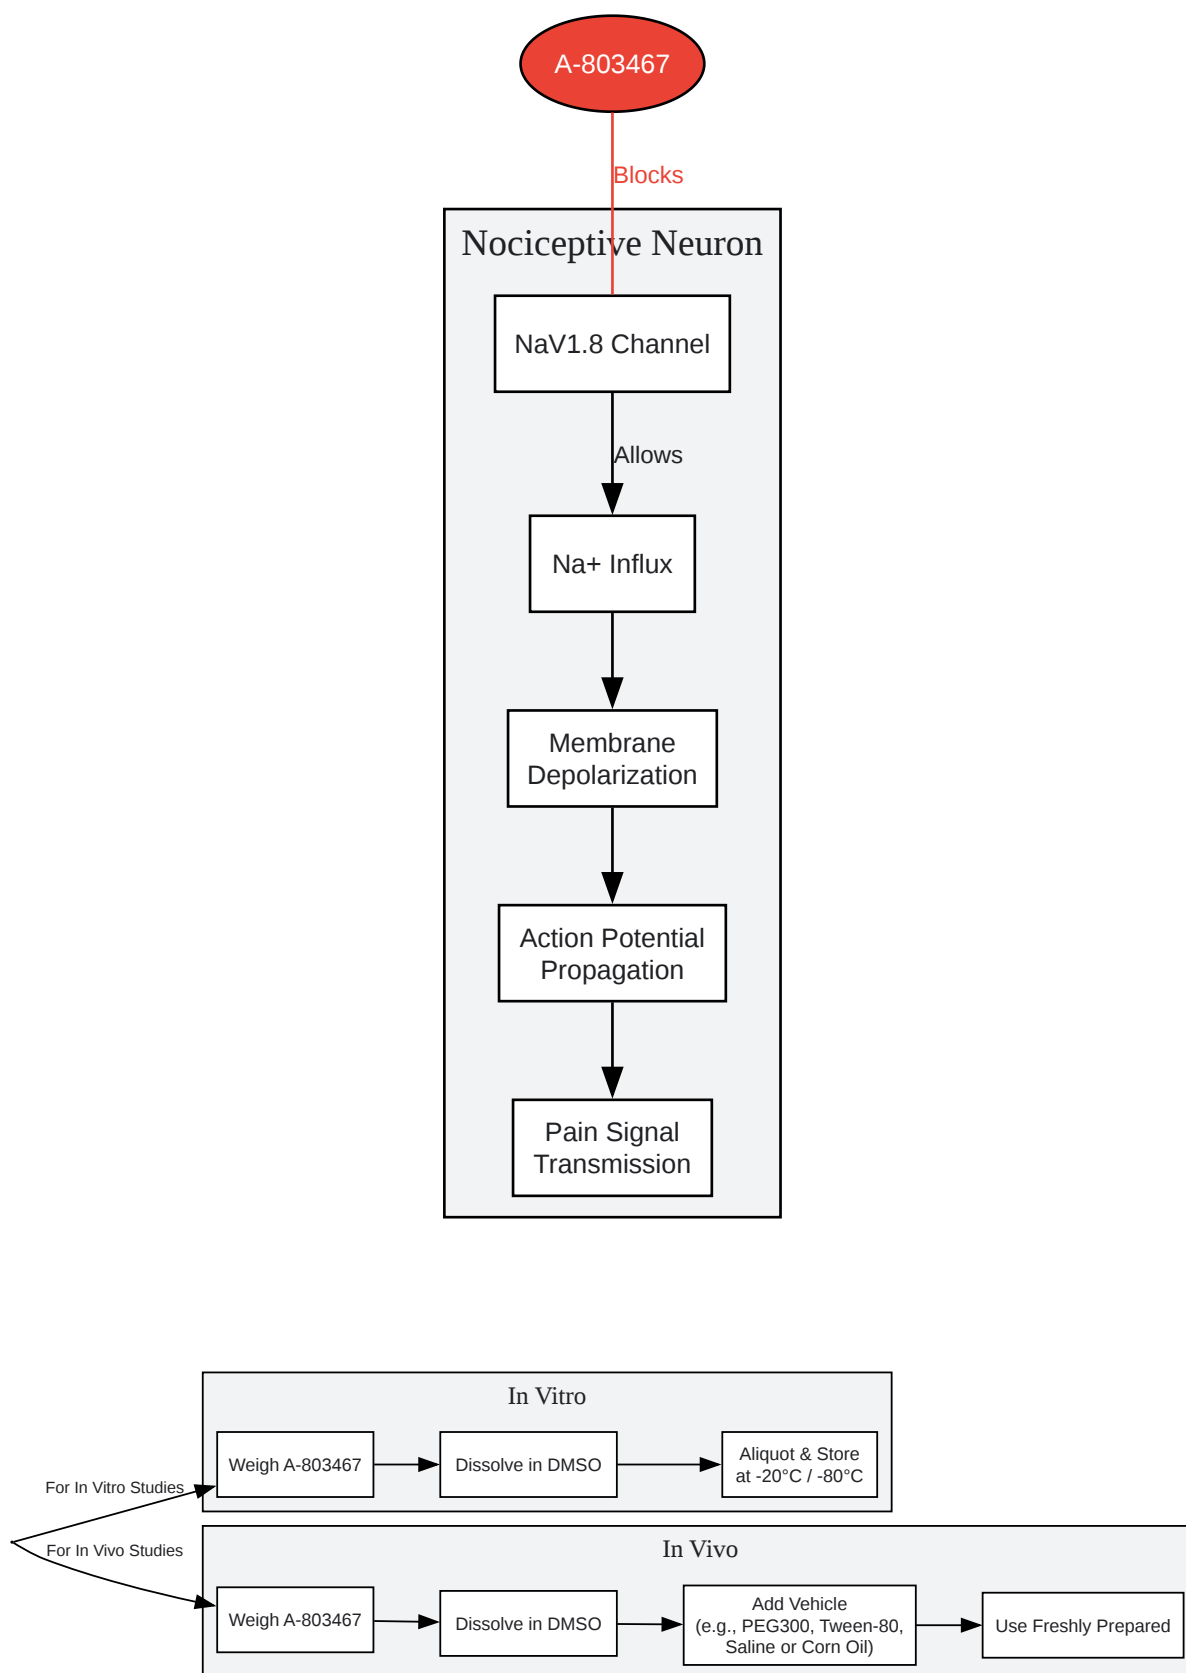 A-803467
Blocks
Nociceptive Neuron
NaV1.8 Channel
Allows
Na+ Influx
Membrane
Depolarization
Action Potential
Propagation
Pain Signal
Transmission
In Vitro
Weigh A-803467
Dissolve in DMSO
Aliquot & Store
at -20°C / -80°C
For In Vitro Studies
For In Vivo Studies
In Vivo
Weigh A-803467
Dissolve in DMSO
Add Vehicle
(e.g., PEG300, Tween-80,
Saline or Corn Oil)
Use Freshly Prepared